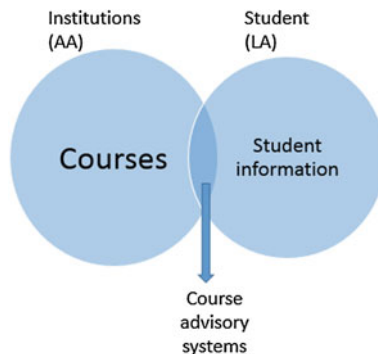 Institutions
(AA)
Student
(LA)
Courses
Student
information
Course
advisory
systems